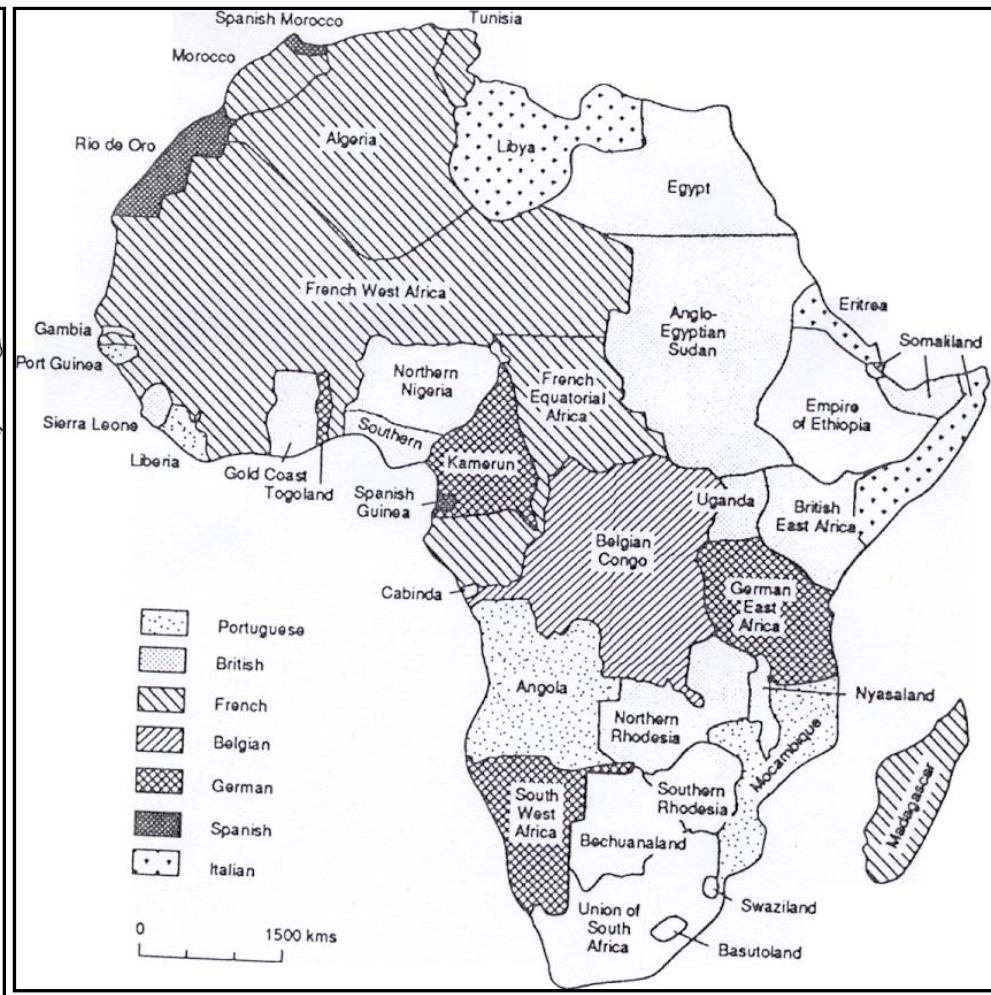 Spanish Morocco
Tunisia
Morocco
Rio de Oro
Algeria
Libya
Egypt
French West Africa
Anglo-
Egyptian
Sudan
Eritrea
Somaliland
Gambia
Port Guinea
Northern
Nigeria
French
Equatorial
Africa
Empire
of Ethiopia
Sierra Leone
Liberia
Southern
Gold Coast
Togoland
Kamerun
Spanish
Guinea
Uganda
British
East Africa
Belgian
Congo
Cabinda
German
East
Africa
Portuguese
British
French
Belgian
German
Spanish
Italian
Angola
Nyasaland
Northern
Rhodesia
Mocambique
Madagascar
South
West
Africa
Southern
Rhodesia
Bechuanaland
Swaziland
Union of
South
Africa
Basutoland
0
1500 kms